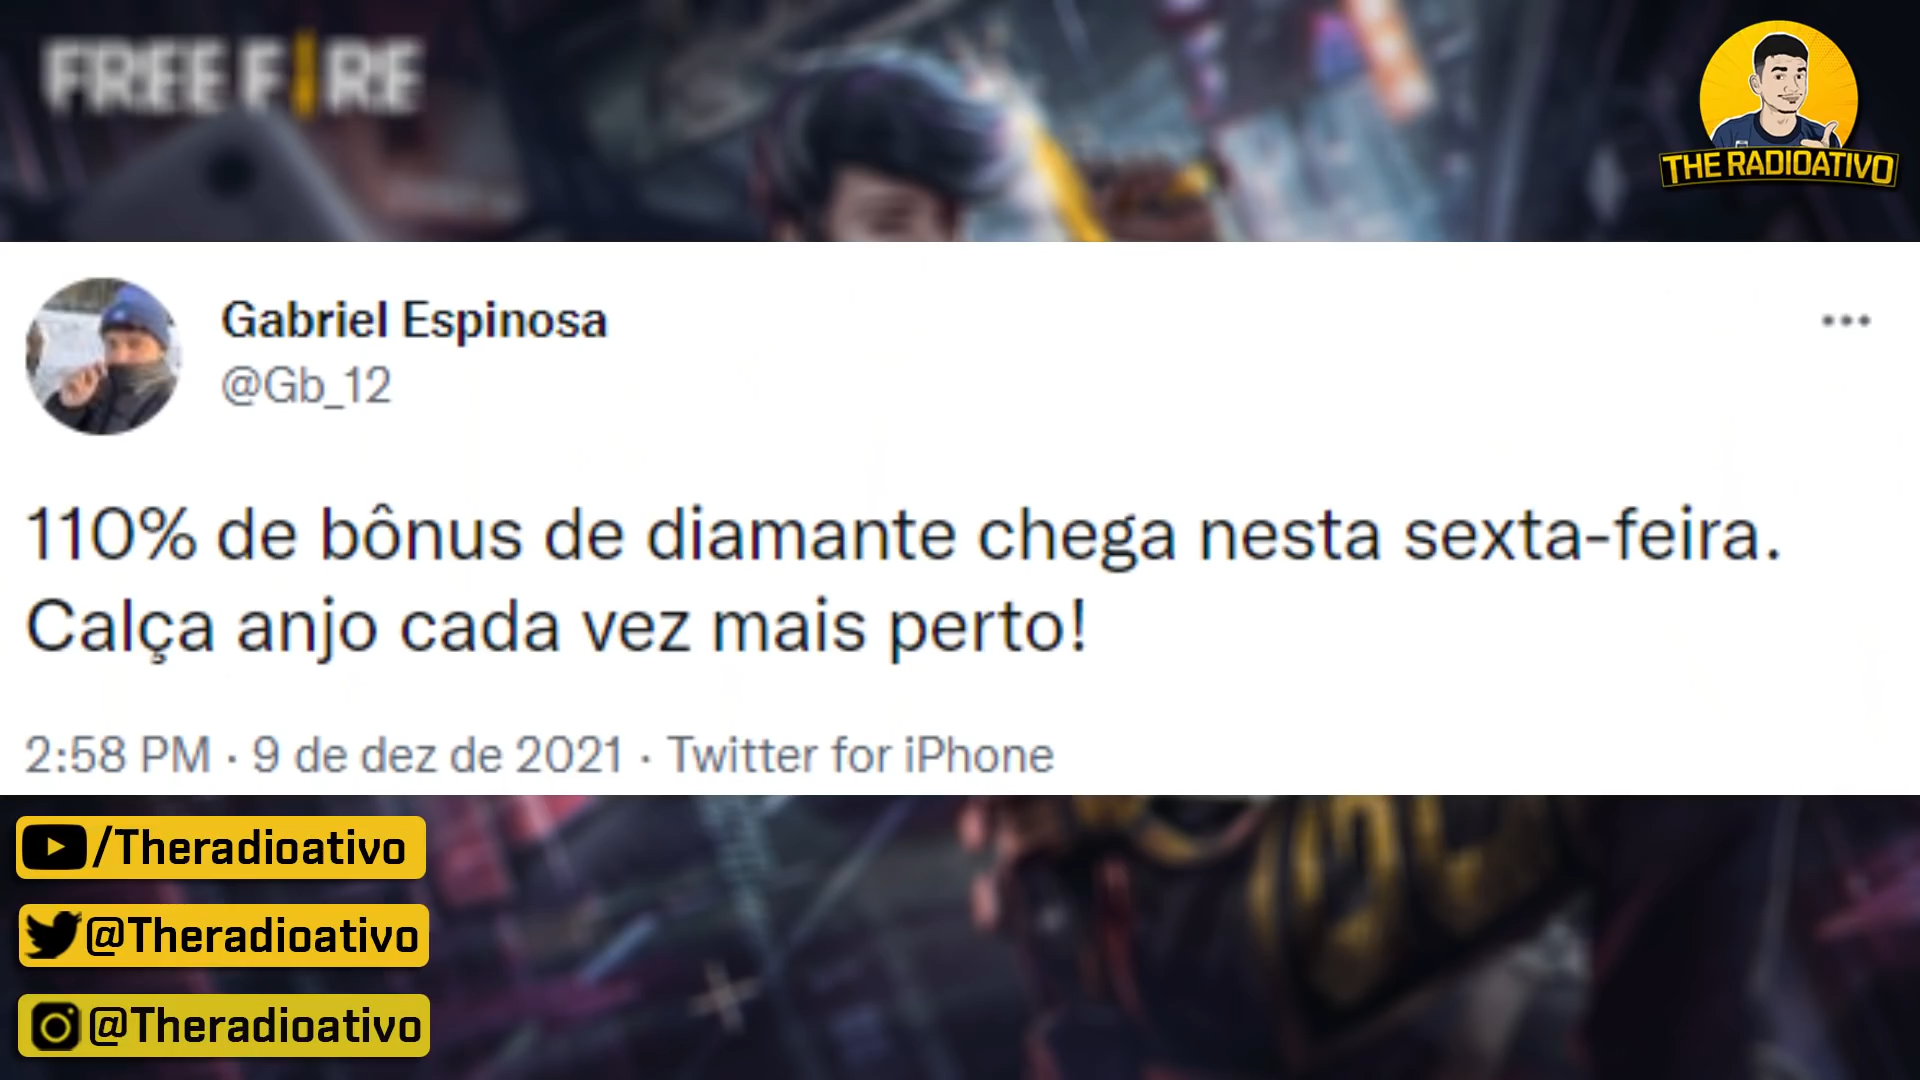 FREE FIRE
THE RADIOATIVO
Gabriel Espinosa
@Gb_12
110% de bônus de diamante chega nesta sexta-feira.
Calça anjo cada vez mais perto!
2:58 PM · 9 de dez de 2021 · Twitter for iPhone
/Theradioativo
@Theradioativo
@Theradioativo